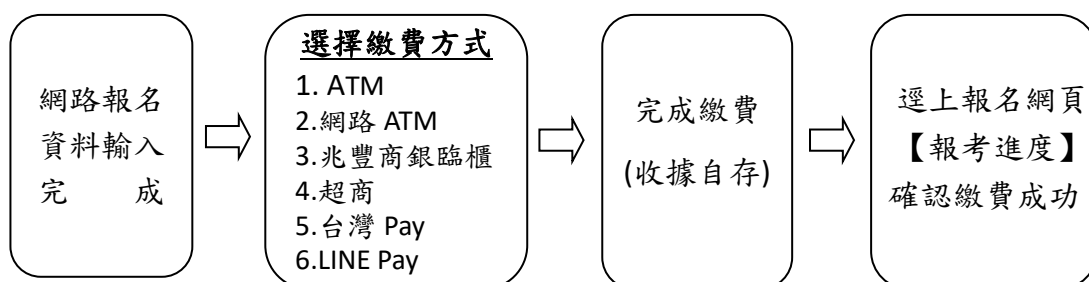 網路報名
資料輸入
完成
選擇繳費方式
1. ATM
2.網路 ATM
3.兆豐商銀臨櫃
4.超商
5.台灣 Pay
6.LINE Pay
完成繳費
(收據自存)
逕上報名網頁
【報考進度】
確認繳費成功